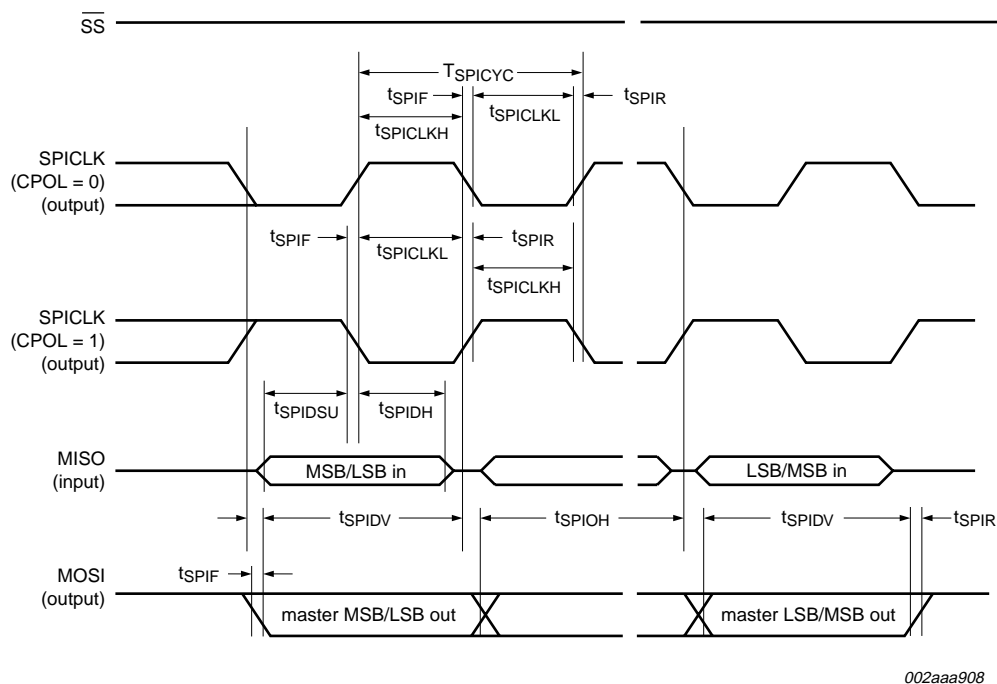 SS
TSPICYC
tSPIF
tSPICLKL
tSPIR
tSPICLKH
SPICLK
(CPOL = 0)
(output)
tSPIF
tSPICLKL
tSPIR
tSPICLKH
SPICLK
(CPOL = 1)
(output)
tSPIDSU
tSPIDH
MISO
(input)
MSB/LSB in
LSB/MSB in
tSPIDV
tSPIOH
tSPIDV
tSPIR
tSPIF
MOSI
(output)
master MSB/LSB out
master LSB/MSB out
002aaa908